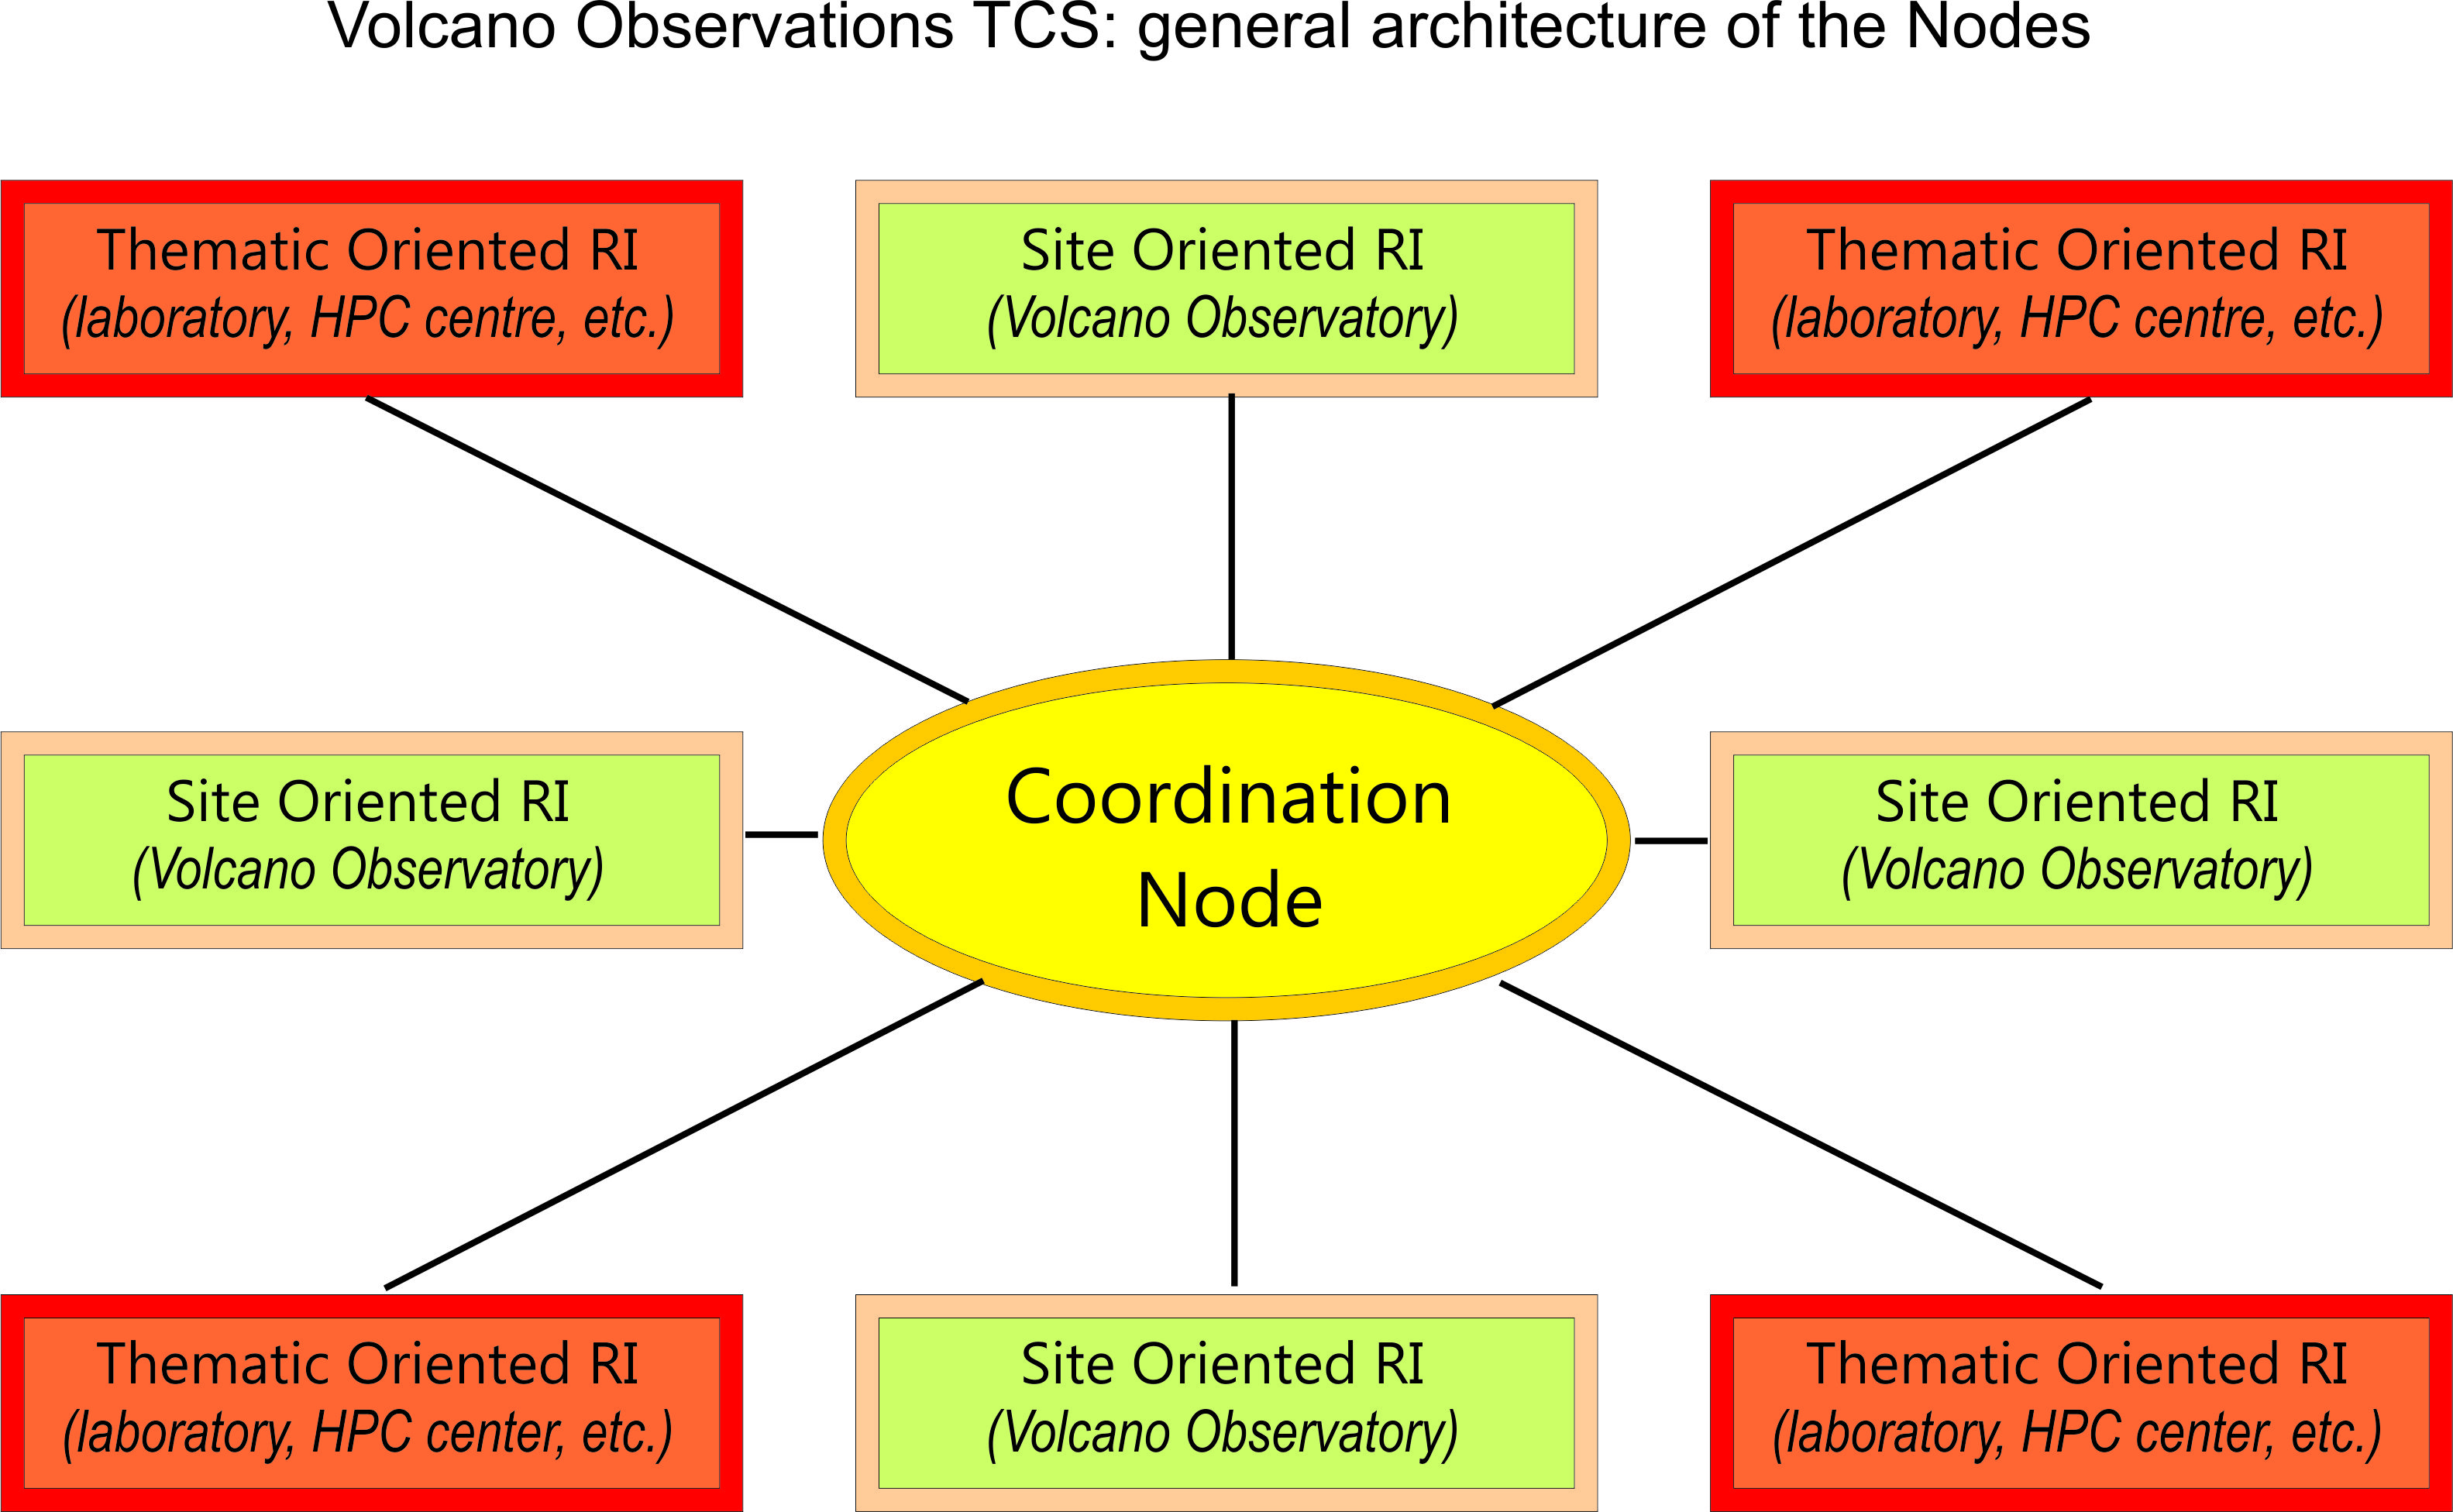 Volcano Observations TCS: general architecture of the Nodes
Thematic Oriented RI
(laboratory, HPC centre, etc.)
Site Oriented RI
(Volcano Observatory)
Thematic Oriented RI
(laboratory, HPC centre, etc.)
Site Oriented RI
(Volcano Observatory)
Coordination
Node
Site Oriented RI
(Volcano Observatory)
Thematic Oriented RI
(laboratory, HPC center, etc.)
Site Oriented RI
(Volcano Observatory)
Thematic Oriented RI
(laboratory, HPC center, etc.)